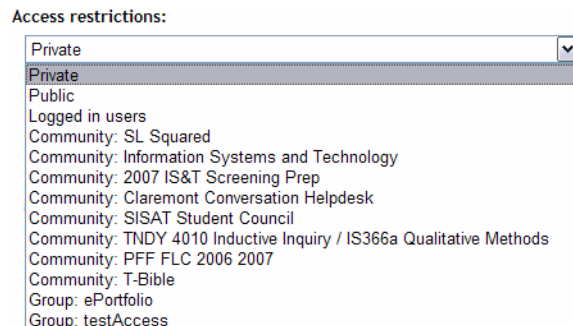 Access restrictions:
Private
Private
Public
Logged in users
Community: SL Squared
Community: Information Systems and Technology
Community: 2007 IS&T Screening Prep
Community: Claremont Conversation Helpdesk
Community: SISAT Student Council
Community: TNDY 4010 Inductive Inquiry / IS366a Qualitative Methods
Community: PFF FLC 2006 2007
Community: T-Bible
Group: ePortfolio
Group: testAccess